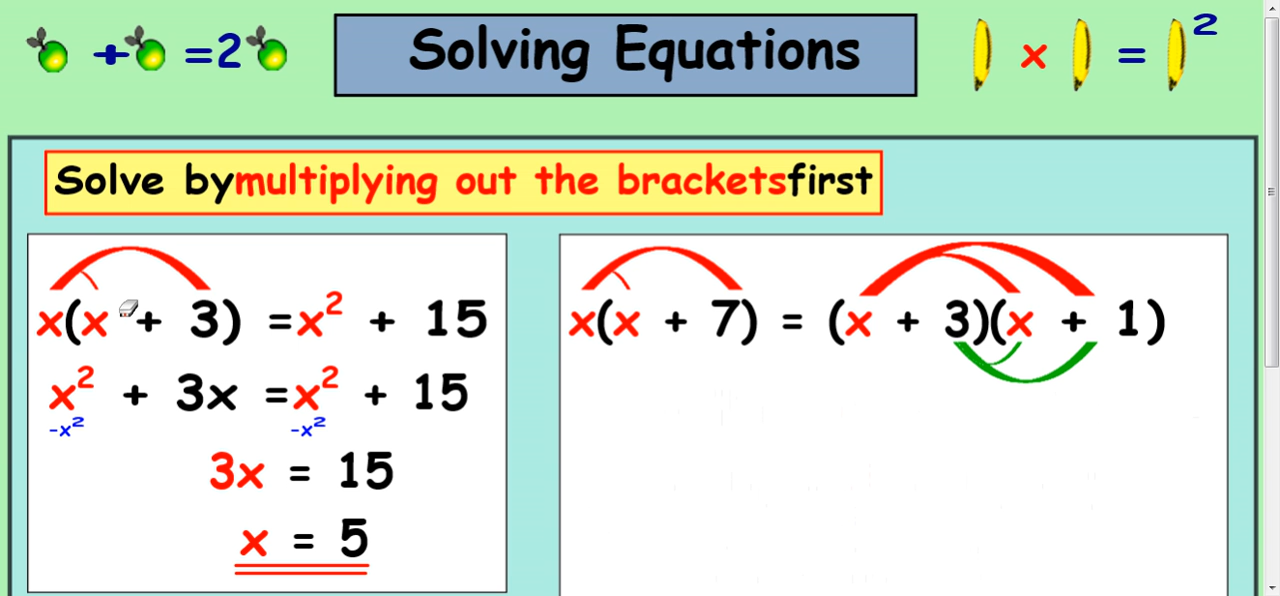 + =2
Solving Equations
x = 2
Solve bymultiplying out the bracketsfirst
x(x + 3) =x² + 15
x² + 3x =x² + 15
-x² -x²
3x = 15
x = 5
x(x + 7) = (x + 3)(x + 1)